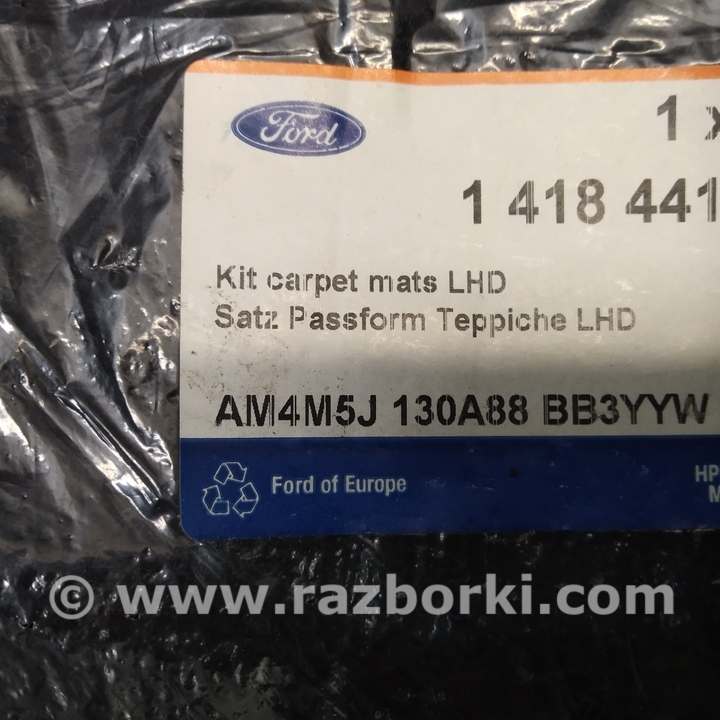 Ford
1 x
1 418 441
Kit carpet mats LHD
Satz Passform Teppiche LHD
AM4M5J 130A88 BB3YYW
Ford of Europe
HP
M
© www.razborki.com